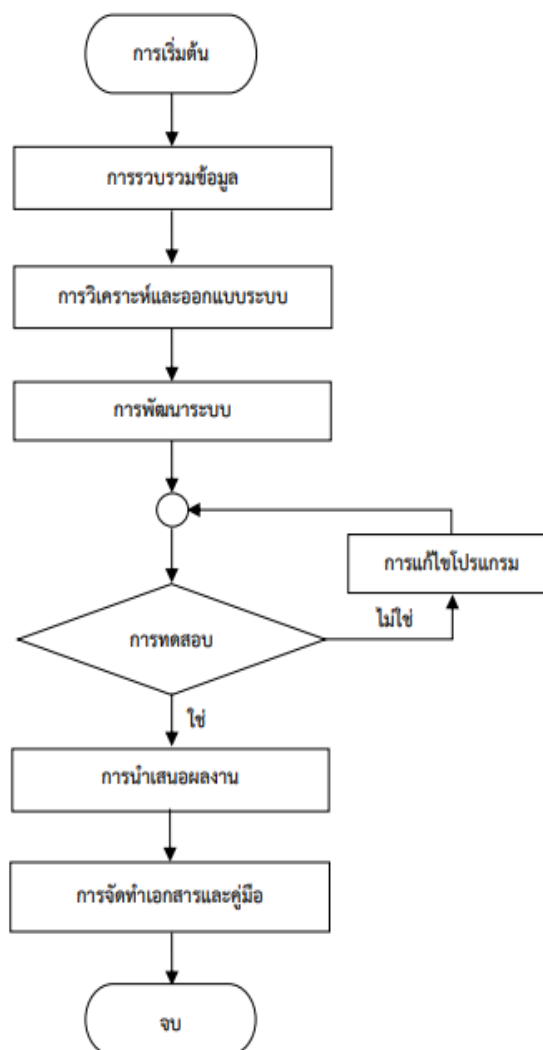 การเริ่มต้น
การรวบรวมข้อมูล
การวิเคราะห์และออกแบบระบบ
การพัฒนาระบบ
การแก้ไขโปรแกรม
ไม่ใช่
การทดสอบ
ใช่
การนำเสนอผลงาน
การจัดทำเอกสารและคู่มือ
จบ